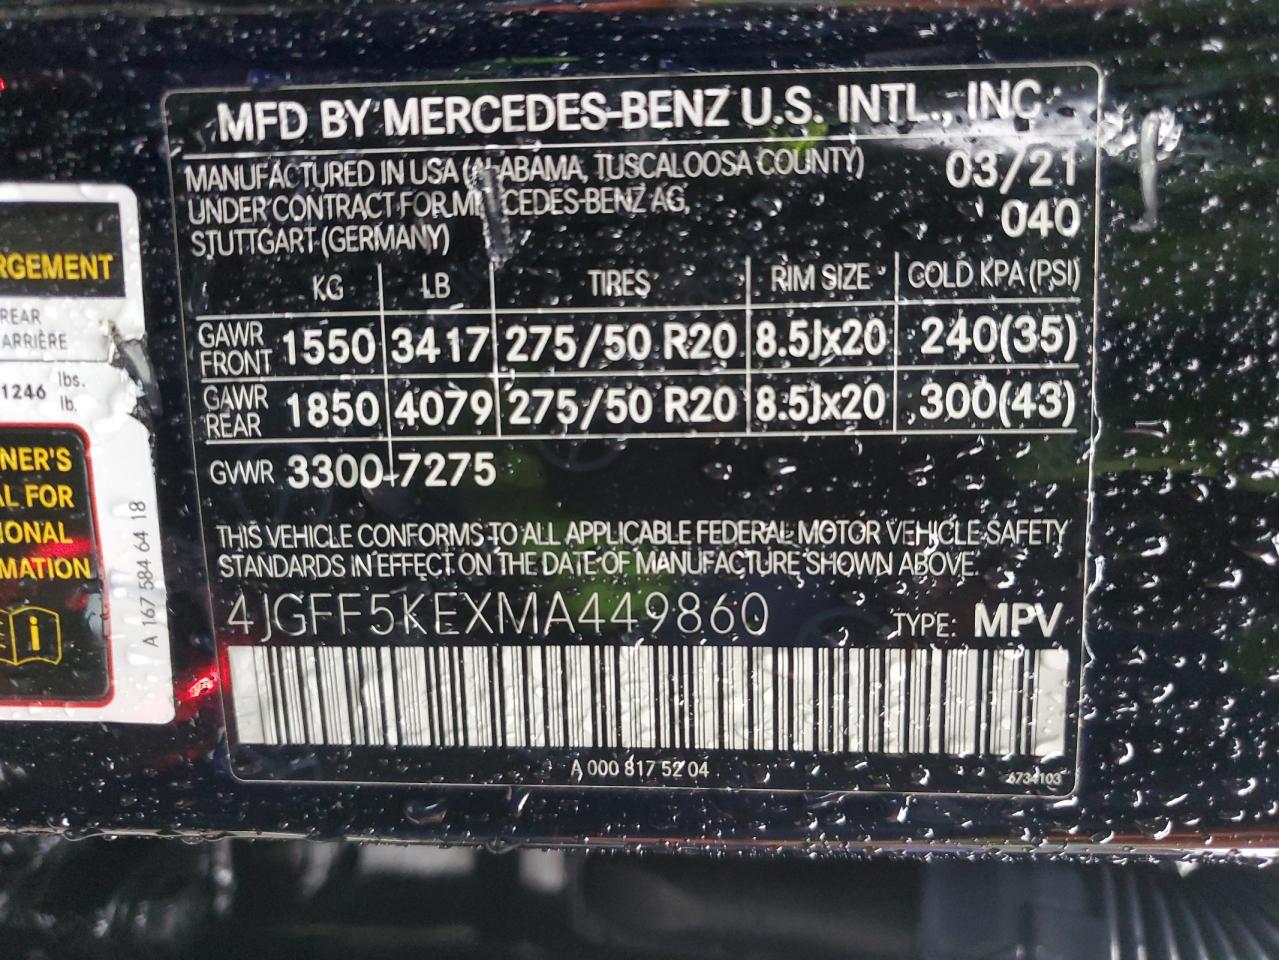 MFD BY MERCEDES-BENZ U.S. INTL., INC
MANUFACTURED IN USA (ALABAMA, TUSCALOOSA COUNTY) 03/21
UNDER CONTRACT FOR MERCEDES-BENZ AG, 040
STUTTGART (GERMANY)
KG LB TIRES RIM SIZE COLD KPA (PSI)
GAWR FRONT 1550 3417 275/50 R20 8.5Jx20 240(35)
GAWR REAR 1850 4079 275/50 R20 8.5Jx20 300(43)
GVWR 3300 7275
THIS VEHICLE CONFORMS TO ALL APPLICABLE FEDERAL MOTOR VEHICLE SAFETY
STANDARDS IN EFFECT ON THE DATE OF MANUFACTURE SHOWN ABOVE.
4JGFF5KEXMA449860 TYPE: MPV
A 000 817 52 04 6734103
RGEMENT
REAR
ARRIÈRE
1246 lbs.
lb.
NER'S
AL FOR
IONAL
MATION
i
A 167 584 64 18